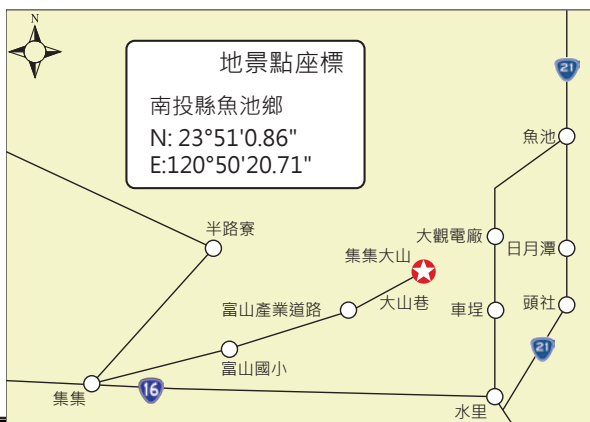 N
地景點座標
南投縣魚池鄉
N: 23°51'0.86"
E:120°50'20.71"
21
魚池
半路寮
大觀電廠
日月潭
集集大山
大山巷
富山產業道路
車埕
頭社
21
富山國小
16
集集
水里